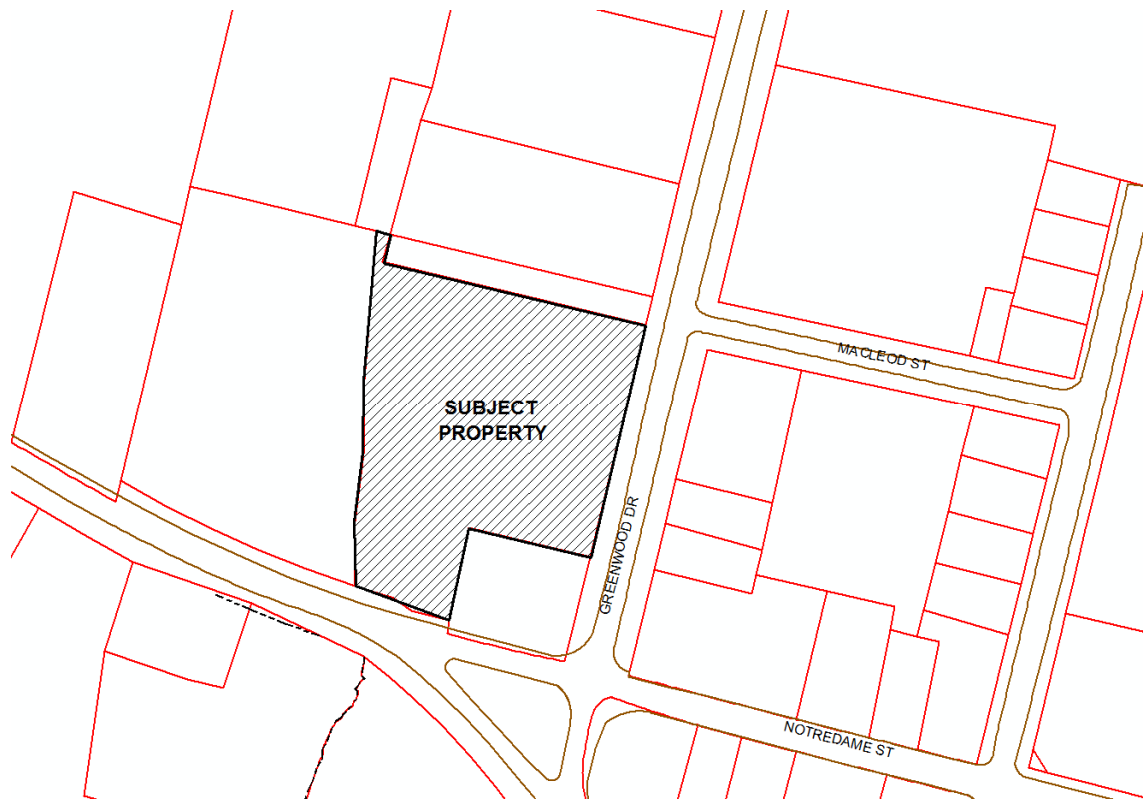 MACLEOD ST
SUBJECT
PROPERTY
GREENWOOD DR
NOTREDAME ST